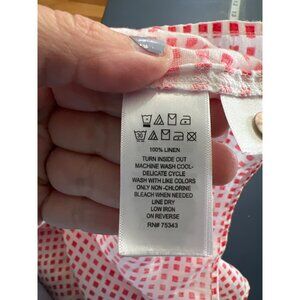 100% LINEN
TURN INSIDE OUT
MACHINE WASH COOL-
DELICATE CYCLE
WASH WITH LIKE COLORS
ONLY NON-CHLORINE
BLEACH WHEN NEEDED
LINE DRY
LOW IRON
ON REVERSE
RN# 75343